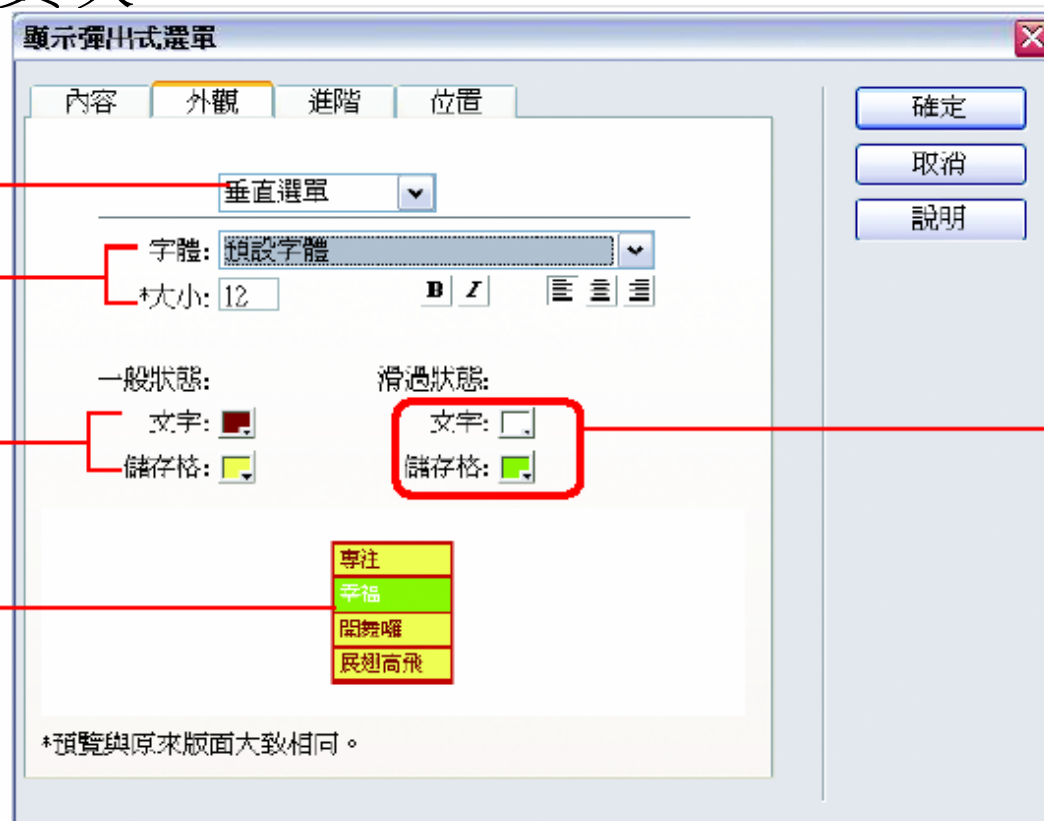 顯示彈出式選單
內容 外觀 進階 位置
確定
取消
說明
垂直選單
字體: 預設字體
*大小: 12 B I
一般狀態: 滑過狀態:
文字: 文字:
儲存格: 儲存格:
專注
幸福
開舞囉
展翅高飛
*預覽與原來版面大致相同。